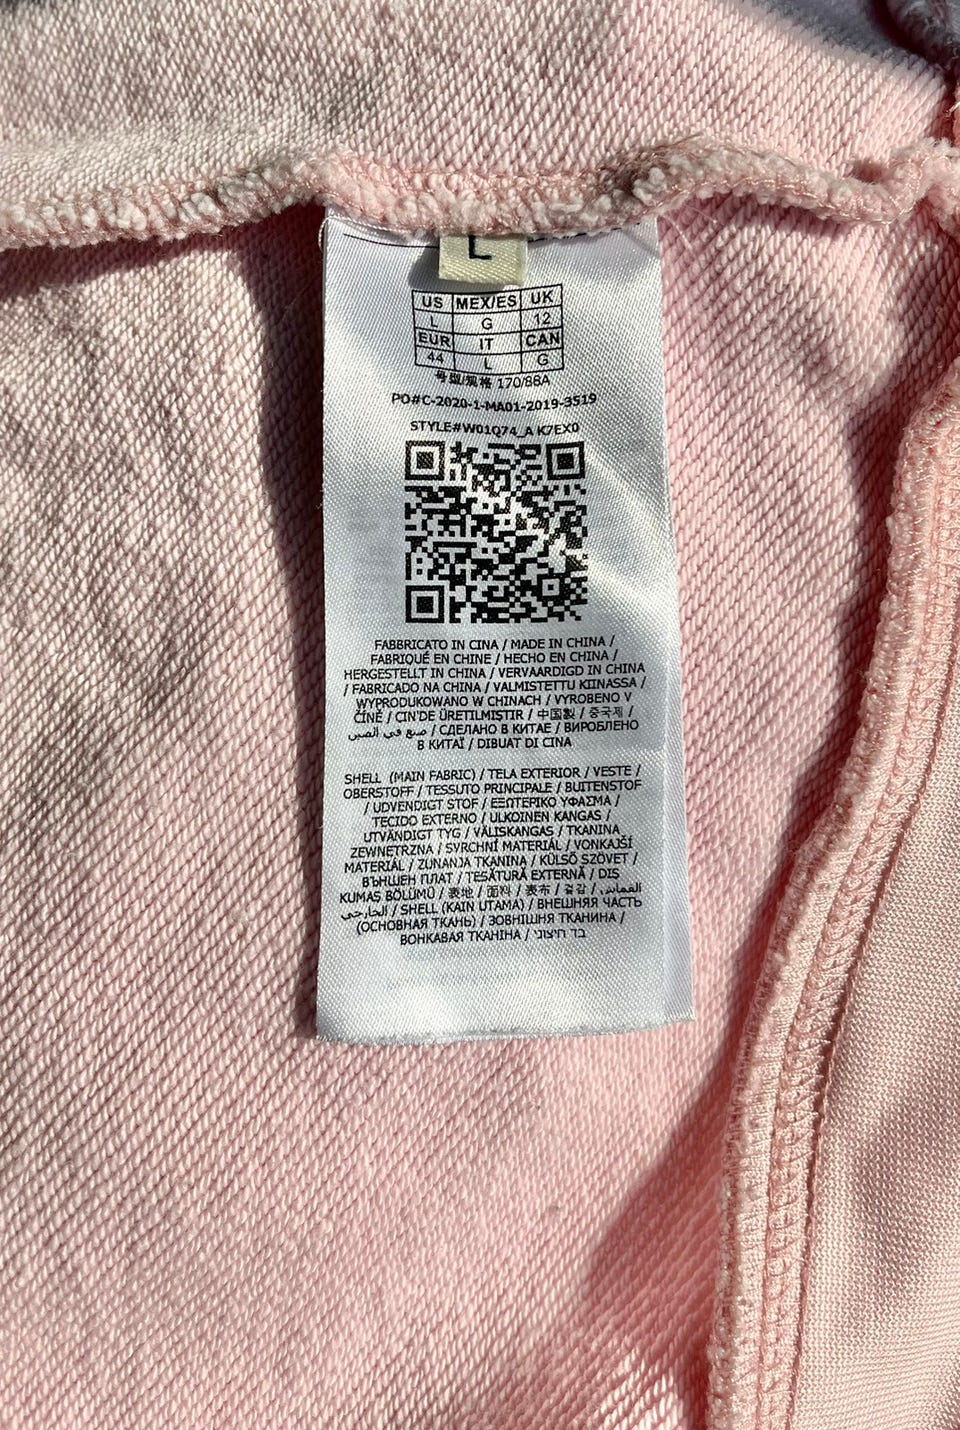 L
US MEX/ES UK
L G 12
EUR IT CAN
44 L G
号型/规格 170/88A
PO#C-2020-1-MA01-2019-3519
STYLE#W01Q74_A K7EX0
FABBRICATO IN CINA / MADE IN CHINA /
FABRIQUÉ EN CHINE / HECHO EN CHINA /
HERGESTELLT IN CHINA / VERVAARDIGD IN CHINA
/ FABRICADO NA CHINA / VALMISTETTU KIINASSA /
WYPRODUKOWANO W CHINACH / VYROBENO V
ČÍNĚ / CIN'DE ÜRETILMIŞTIR / 中国製 / 중국제 /
صنع في الصين / СДЕЛАНО В КИТАЕ / ВИРОБЛЕНО
В КИТАЇ / DIBUAT DI CINA
SHELL (MAIN FABRIC) / TELA EXTERIOR / VESTE /
OBERSTOFF / TESSUTO PRINCIPALE / BUITENSTOF
/ UDVENDIGT STOF / ΕΞΩΤΕΡΙΚΟ ΥΦΑΣΜΑ /
TECIDO EXTERNO / ULKOINEN KANGAS /
UTVÄNDIGT TYG / VÄLISKANGAS / TKANINA
ZEWNĘTRZNA / SVRCHNÍ MATERIÁL / VONKAJŠÍ
MATERIÁL / ZUNANJA TKANINA / KÜLSŐ SZÖVET /
ВЪНШЕН ПЛАТ / TESĂTURĂ EXTERNĂ / DIŞ
KUMAŞ BÖLÜMÜ / 表地 / 面料 / 表布 / 겉감 / القماش
الخارجي / SHELL (KAIN UTAMA) / ВНЕШНЯЯ ЧАСТЬ
(ОСНОВНАЯ ТКАНЬ) / ЗОВНІШНЯ ТКАНИНА /
ВОНКАВАЯ ТКАНІНА / בד חיצוני